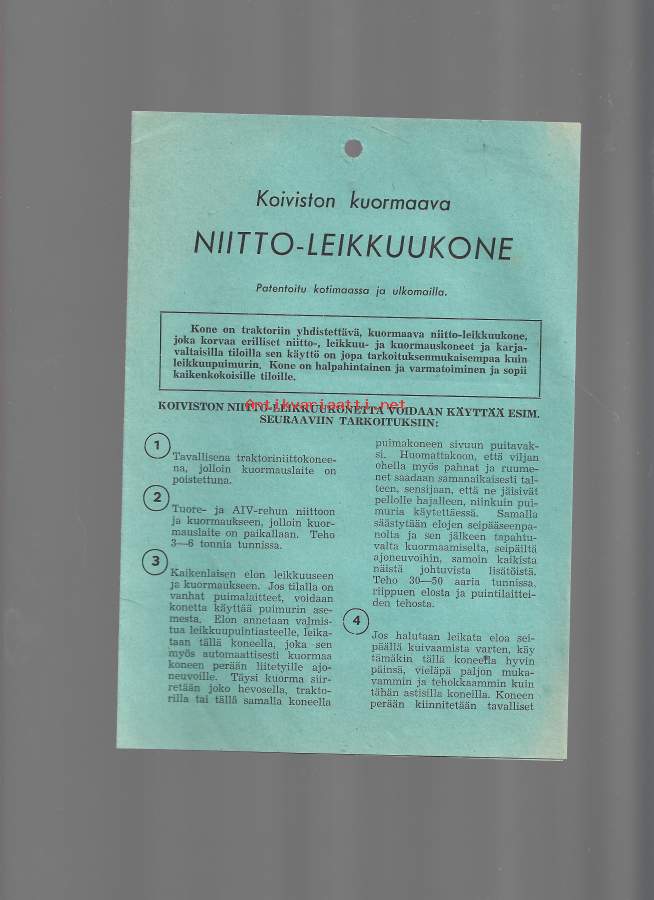 Koiviston kuormaava
NIITTO-LEIKKUUKONE
Patentoitu kotimaassa ja ulkomailla.
Kone on traktoriin yhdistettävä, kuormaava niitto-leikkuukone,
joka korvaa erilliset niitto-, leikkuu- ja kuormauskoneet ja karja-
valtaisilla tiloilla sen käyttö on jopa tarkoituksenmukaisempaa kuin
leikkuupuimurin. Kone on halpahintainen ja varmatoiminen ja sopii
kaikenkokoisille tiloille.
Antikvariaatti.net
KOIVISTON NIITTO-LEIKKUUKONETTA VOIDAAN KÄYTTÄÄ ESIM.
SEURAAVIIN TARKOITUKSIIN:
1
Tavallisena traktoriniittokonee-
na, jolloin kuormauslaite on
poistettuna.
2
Tuore- ja AIV-rehun niittoon
ja kuormaukseen, jolloin kuor-
mauslaite on paikallaan. Teho
3—6 tonnia tunnissa.
3
Kaikenlaisen elon leikkuuseen
ja kuormaukseen. Jos tilalla on
vanhat puimalaitteet, voidaan
konetta käyttää puimurin ase-
mesta. Elon annetaan valmis-
tua leikkuupuintiasteelle, leika-
taan tällä koneella, joka sen
myös automaattisesti kuormaa
koneen perään liitetyille ajo-
neuvoille. Täysi kuorma siir-
retään joko hevosella, trakto-
rilla tai tällä samalla koneella
puimakoneen sivuun puitavak-
si. Huomattakoon, että viljan
ohella myös pahnat ja ruume-
net saadaan samanaikaisesti tal-
teen, sensijaan, että ne jäisivät
pellolle hajalleen, niinkuin pui-
muria käytettäessä. Samalla
säästytään elojen seipääseenpa-
nolta ja sen jälkeen tapahtu-
valta kuormaamiselta, seipäiltä
ajoneuvoihin, samoin kaikista
näistä johtuvista lisätöistä.
Teho 30—50 aaria tunnissa,
riippuen elosta ja puintilaittei-
den tehosta.
4
Jos halutaan leikata eloa sei-
päällä kuivaamista varten, käy
tämäkin tällä koneella hyvin
päinsä, vieläpä paljon muka-
vammin ja tehokkaammin kuin
tähän astisilla koneilla. Koneen
perään kiinnitetään tavalliset